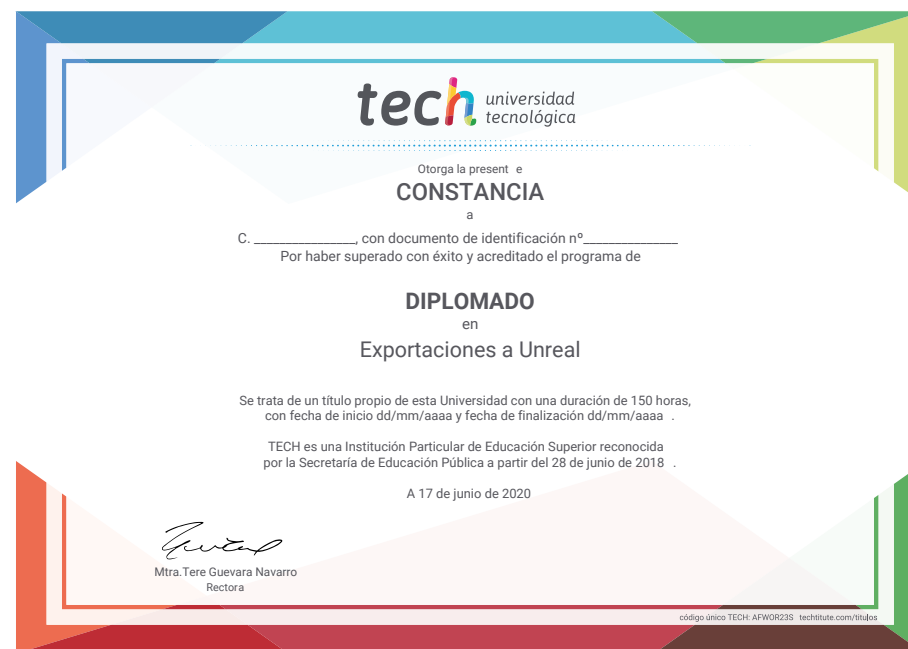 tech universidad
tecnológica
Otorga la present e
CONSTANCIA
a
C. _______________, con documento de identificación nº______________
Por haber superado con éxito y acreditado el programa de
DIPLOMADO
en
Exportaciones a Unreal
Se trata de un título propio de esta Universidad con una duración de 150 horas,
con fecha de inicio dd/mm/aaaa y fecha de finalización dd/mm/aaaa .
TECH es una Institución Particular de Educación Superior reconocida
por la Secretaría de Educación Pública a partir del 28 de junio de 2018 .
A 17 de junio de 2020
Mtra.Tere Guevara Navarro
Rectora
código único TECH: AFWOR23S techtitute.com/titulos